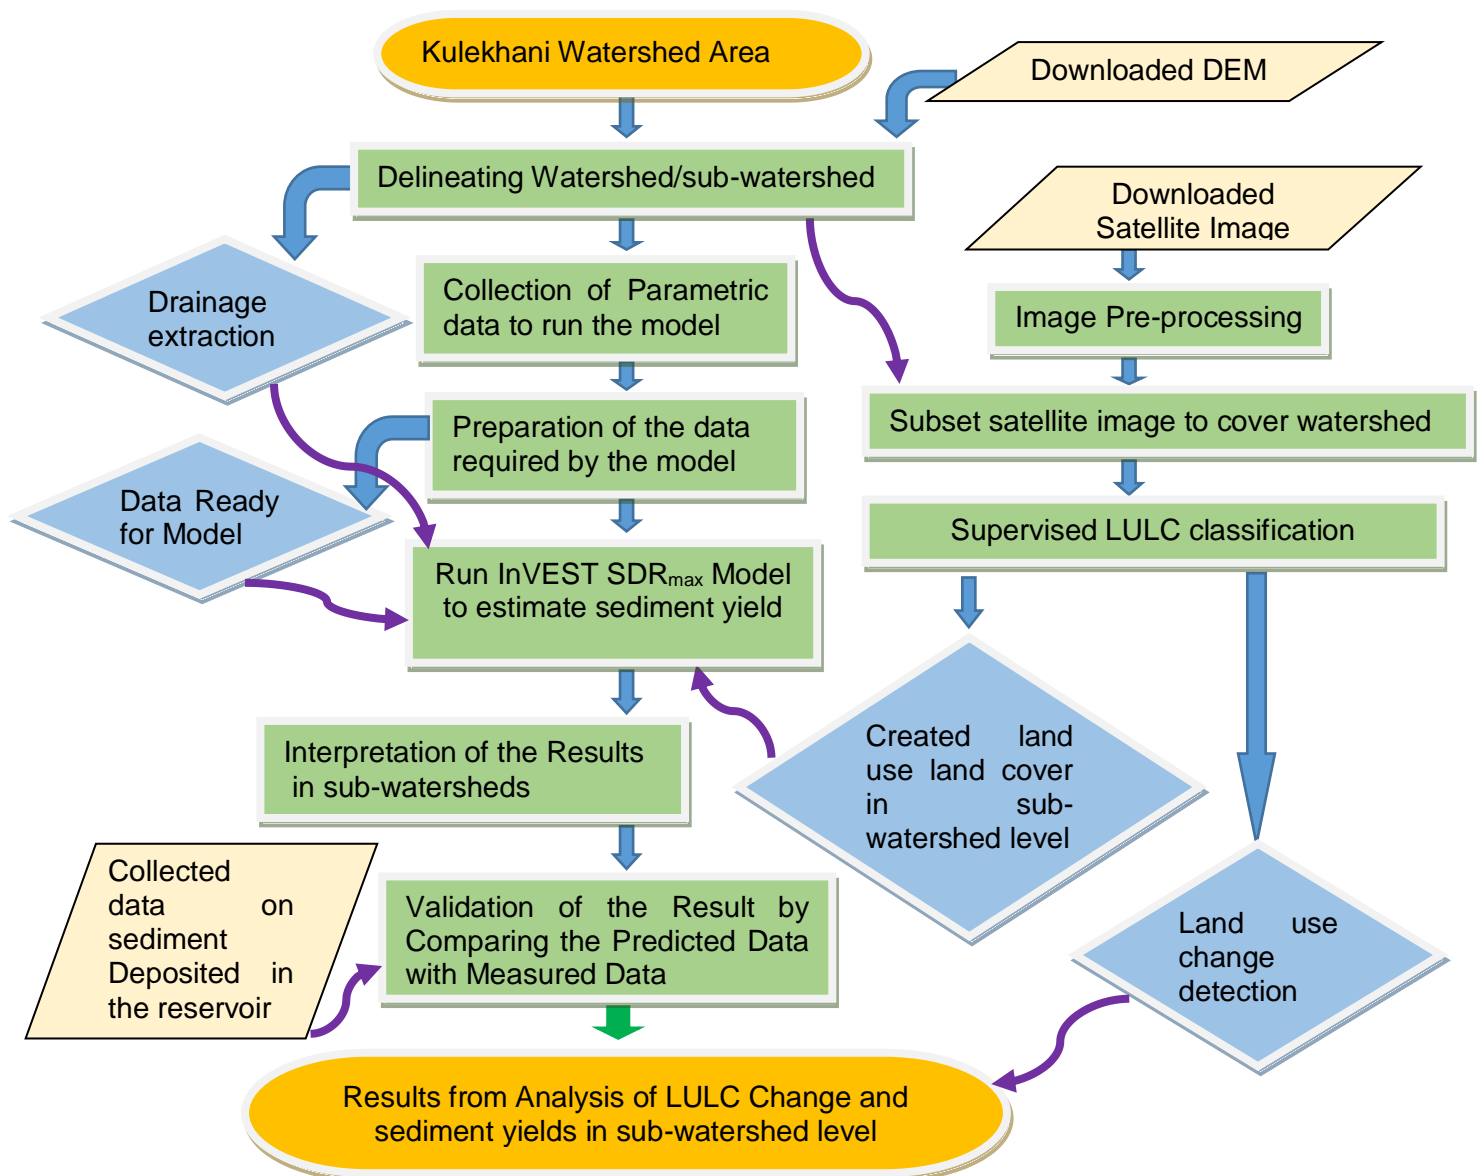 Kulekhani Watershed Area
Downloaded DEM
Delineating Watershed/sub-watershed
Downloaded
Satellite Image
Drainage
extraction
Collection of Parametric
data to run the model
Image Pre-processing
Subset satellite image to cover watershed
Preparation of the data
required by the model
Data Ready
for Model
Supervised LULC classification
Run InVEST SDRmax Model
to estimate sediment yield
Interpretation of the Results
in sub-watersheds
Created land
use land cover
in sub-
watershed level
Collected
data on
sediment
Deposited in
the reservoir
Validation of the Result by
Comparing the Predicted Data
with Measured Data
Land use
change
detection
Results from Analysis of LULC Change and
sediment yields in sub-watershed level